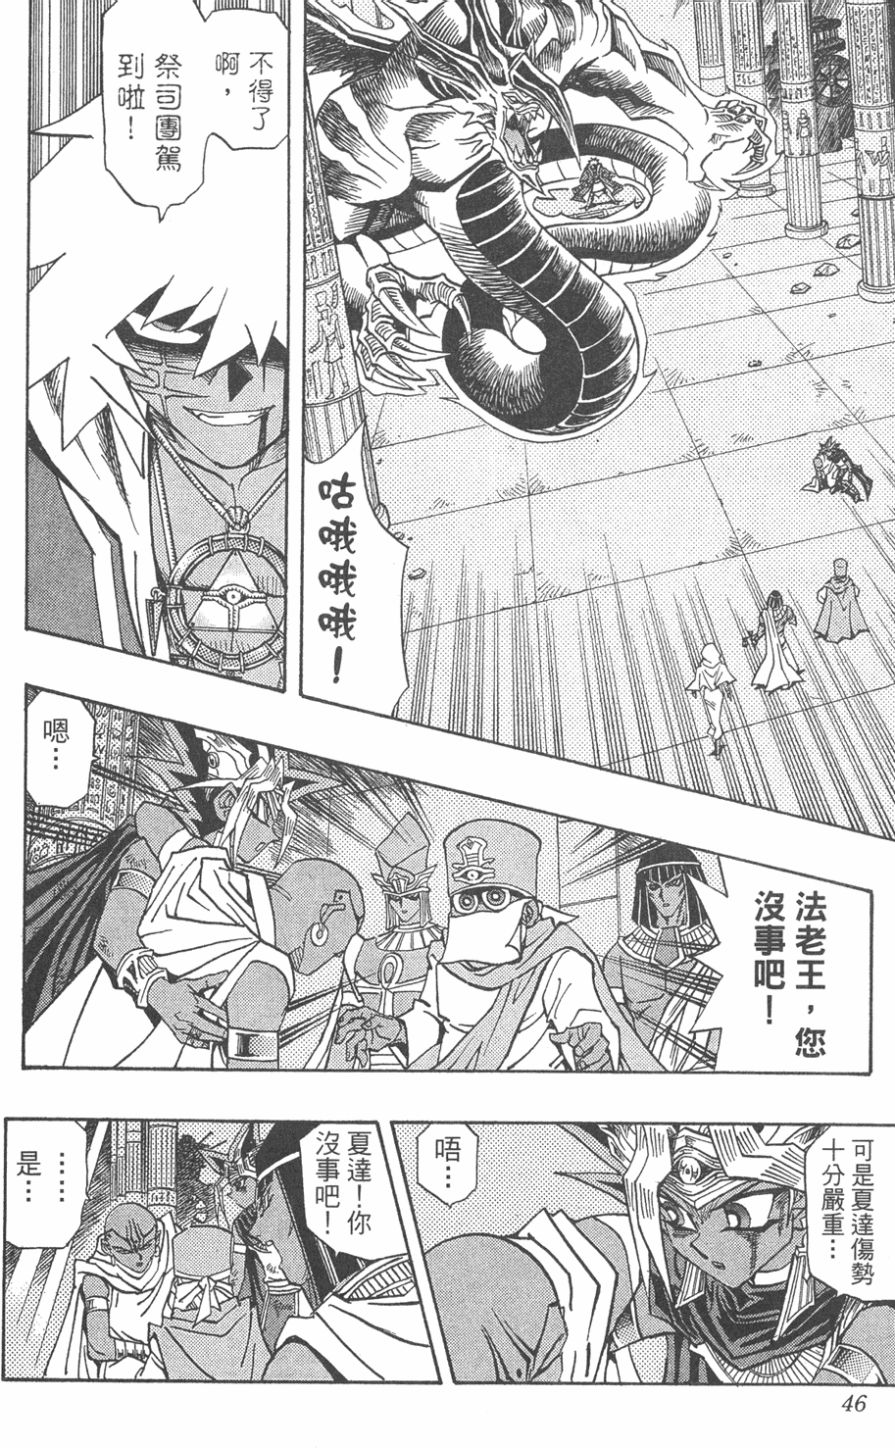 咕哦哦哦！
不得了
啊，
祭司團駕
到啦！
法老王，您
沒事吧！
嗯…
可是夏達傷勢
十分嚴重…
唔…
夏達！你
沒事吧！
……
是…
46